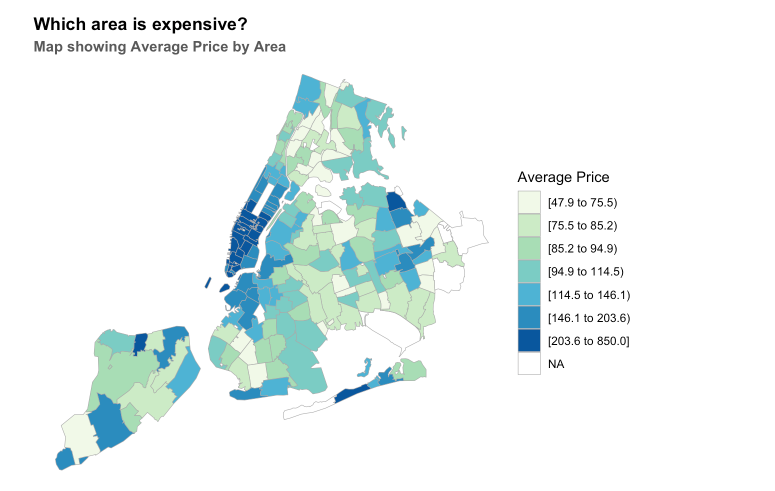 Which area is expensive?
Map showing Average Price by Area
Average Price
[47.9 to 75.5)
[75.5 to 85.2)
[85.2 to 94.9)
[94.9 to 114.5)
[114.5 to 146.1)
[146.1 to 203.6)
[203.6 to 850.0]
NA